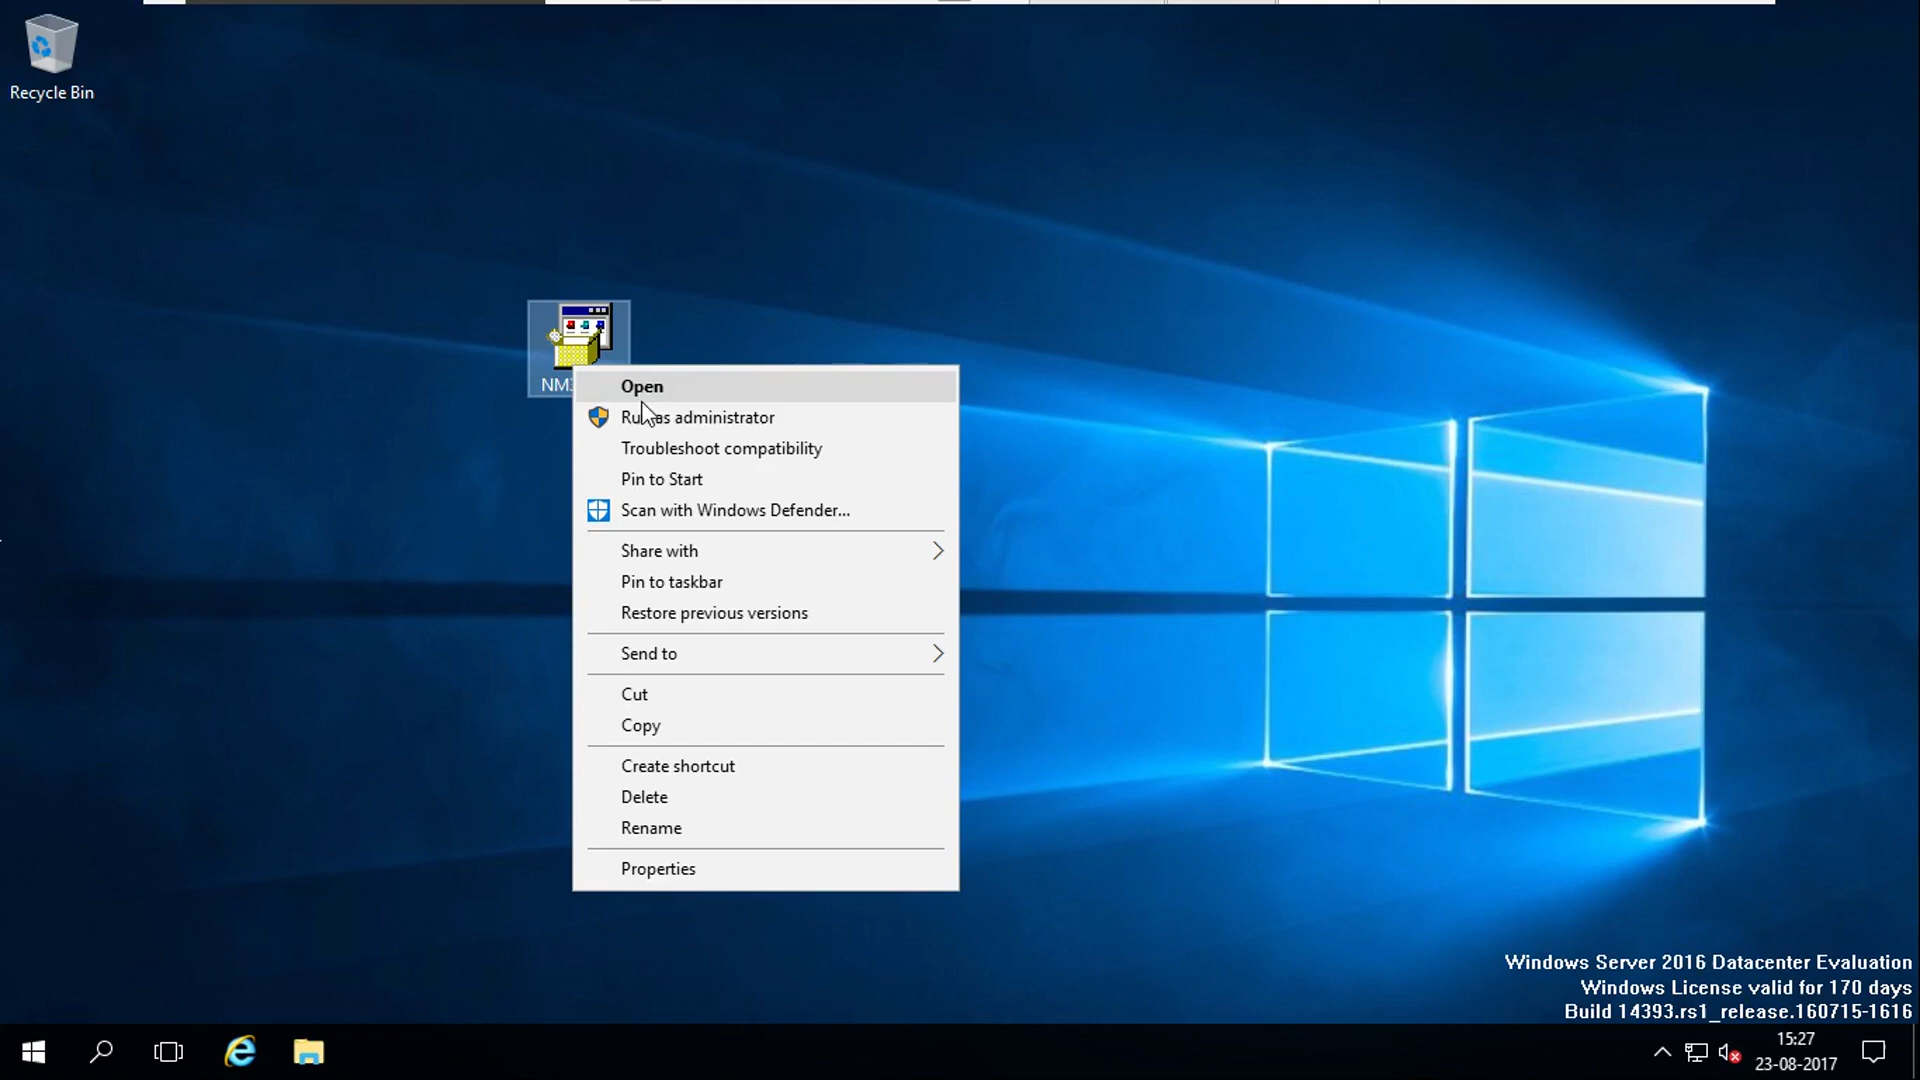 Recycle Bin
Open
Run as administrator
Troubleshoot compatibility
Pin to Start
Scan with Windows Defender...
Share with
Pin to taskbar
Restore previous versions
Send to
Cut
Copy
Create shortcut
Delete
Rename
Properties
Windows Server 2016 Datacenter Evaluation
Windows License valid for 170 days
Build 14393.rs1_release.160715-1616
15:27
23-08-2017